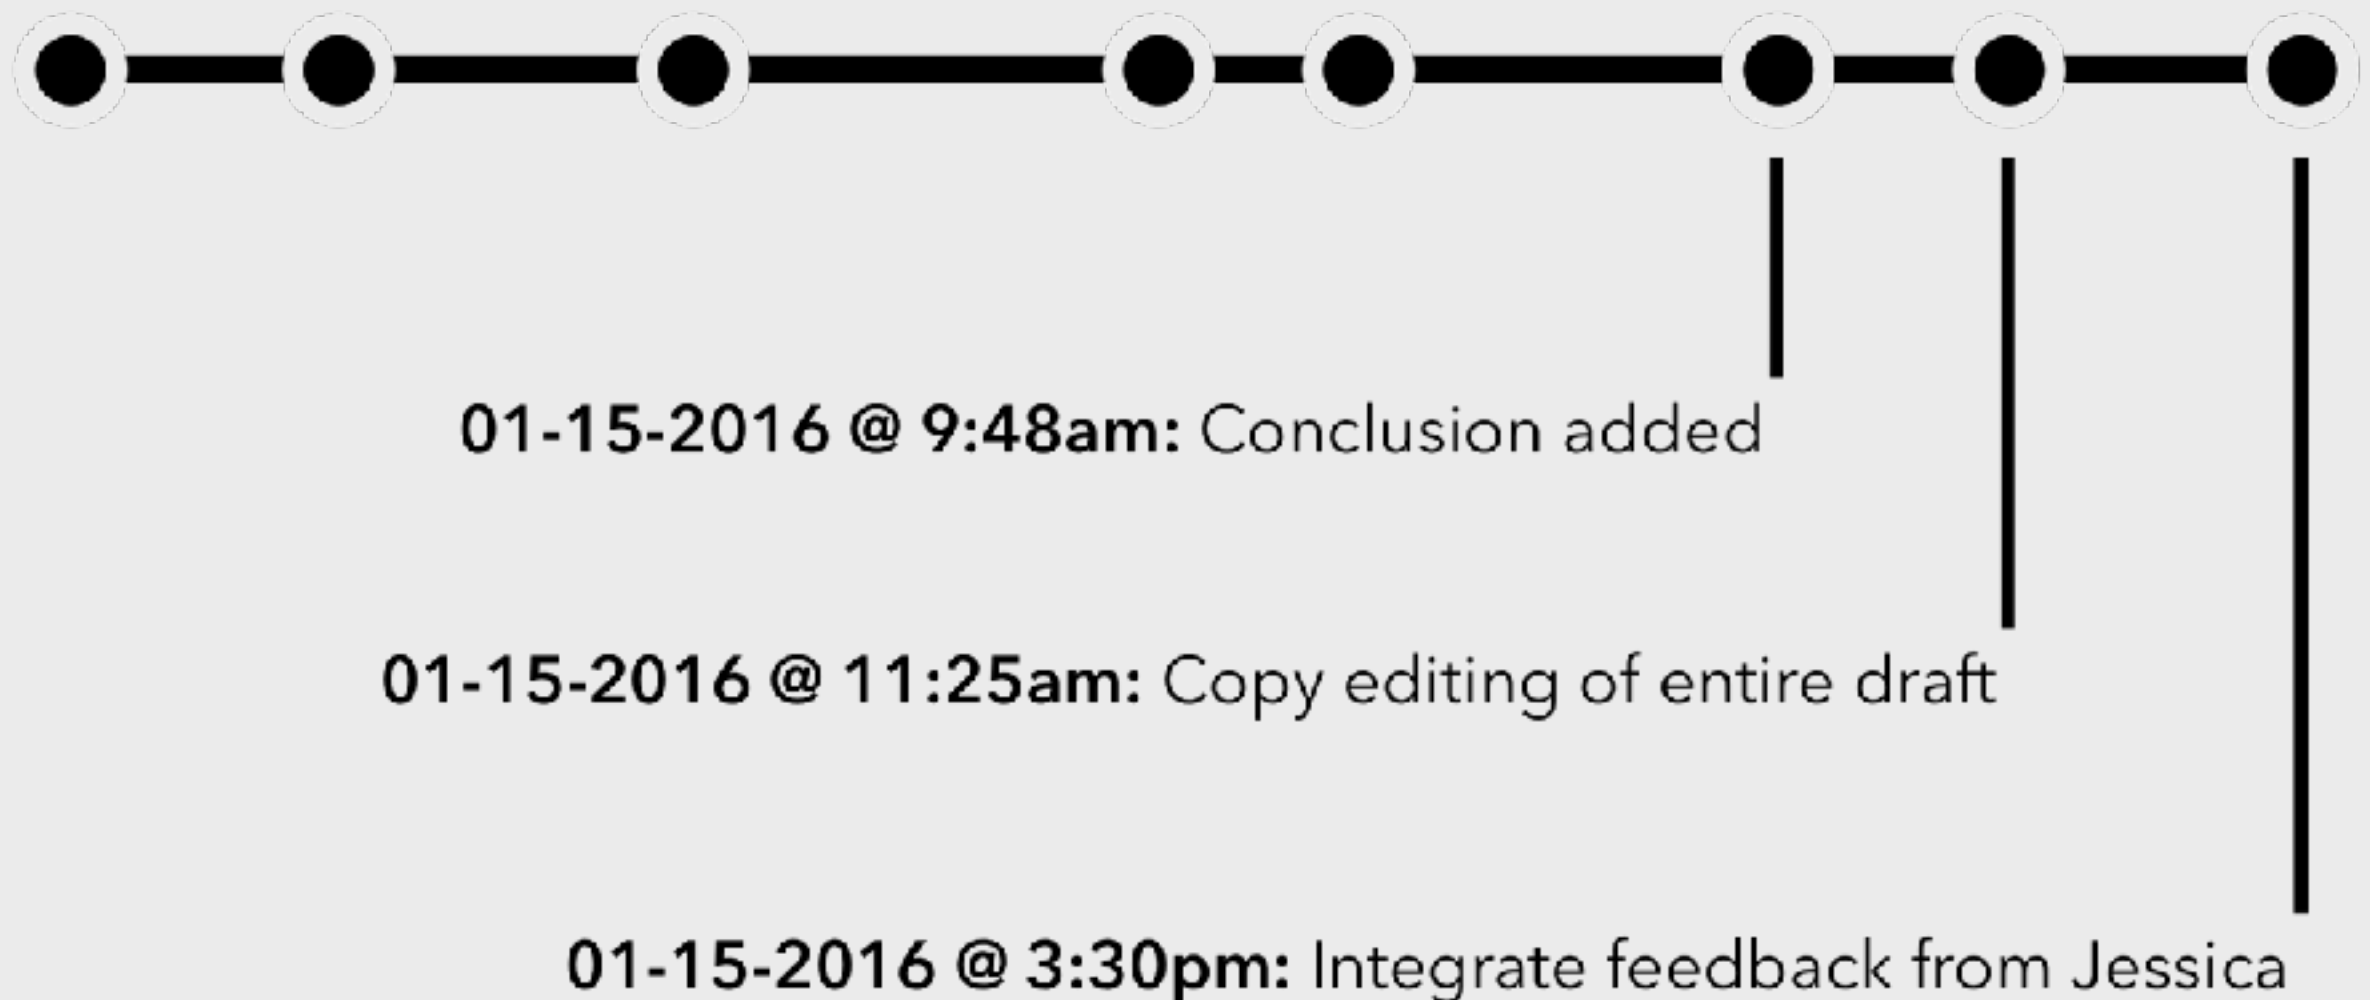 01-15-2016 @ 9:48am: Conclusion added
01-15-2016 @ 11:25am: Copy editing of entire draft
01-15-2016 @ 3:30pm: Integrate feedback from Jessica